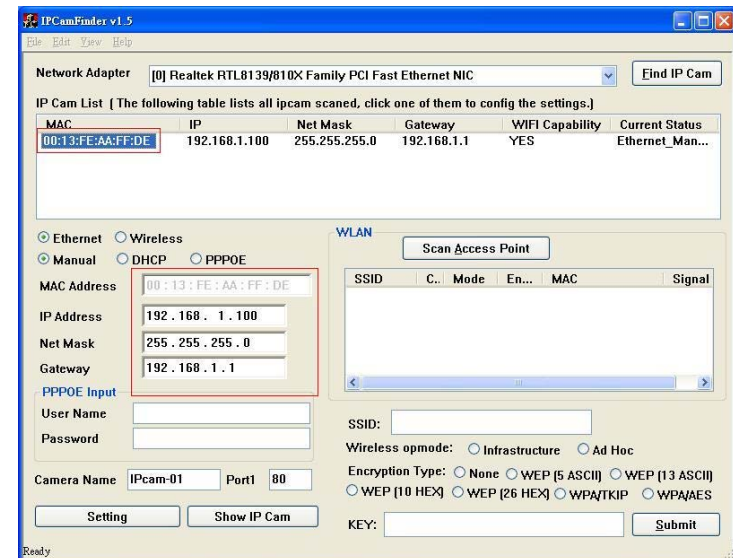 IPCamFinder v1.5
File Edit View Help
Network Adapter [0] Realtek RTL8139/810X Family PCI Fast Ethernet NIC Find IP Cam
IP Cam List [ The following table lists all ipcam scaned, click one of them to config the settings.]
MAC IP Net Mask Gateway WIFI Capability Current Status
00:13:FE:AA:FF:DE 192.168.1.100 255.255.255.0 192.168.1.1 YES Ethernet_Man...
Ethernet Wireless
Manual DHCP PPPOE
MAC Address 00 : 13 : FE : AA : FF : DE
IP Address 192 . 168 . 1 . 100
Net Mask 255 . 255 . 255 . 0
Gateway 192 . 168 . 1 . 1
PPPOE Input
User Name
Password
Camera Name IPcam-01 Port1 80
Setting Show IP Cam
WLAN
Scan Access Point
SSID C.. Mode En... MAC Signal
SSID:
Wireless opmode: Infrastructure Ad Hoc
Encryption Type: None WEP (5 ASCII) WEP (13 ASCII)
WEP (10 HEX) WEP (26 HEX) WPA/TKIP WPA/AES
KEY: Submit
Ready